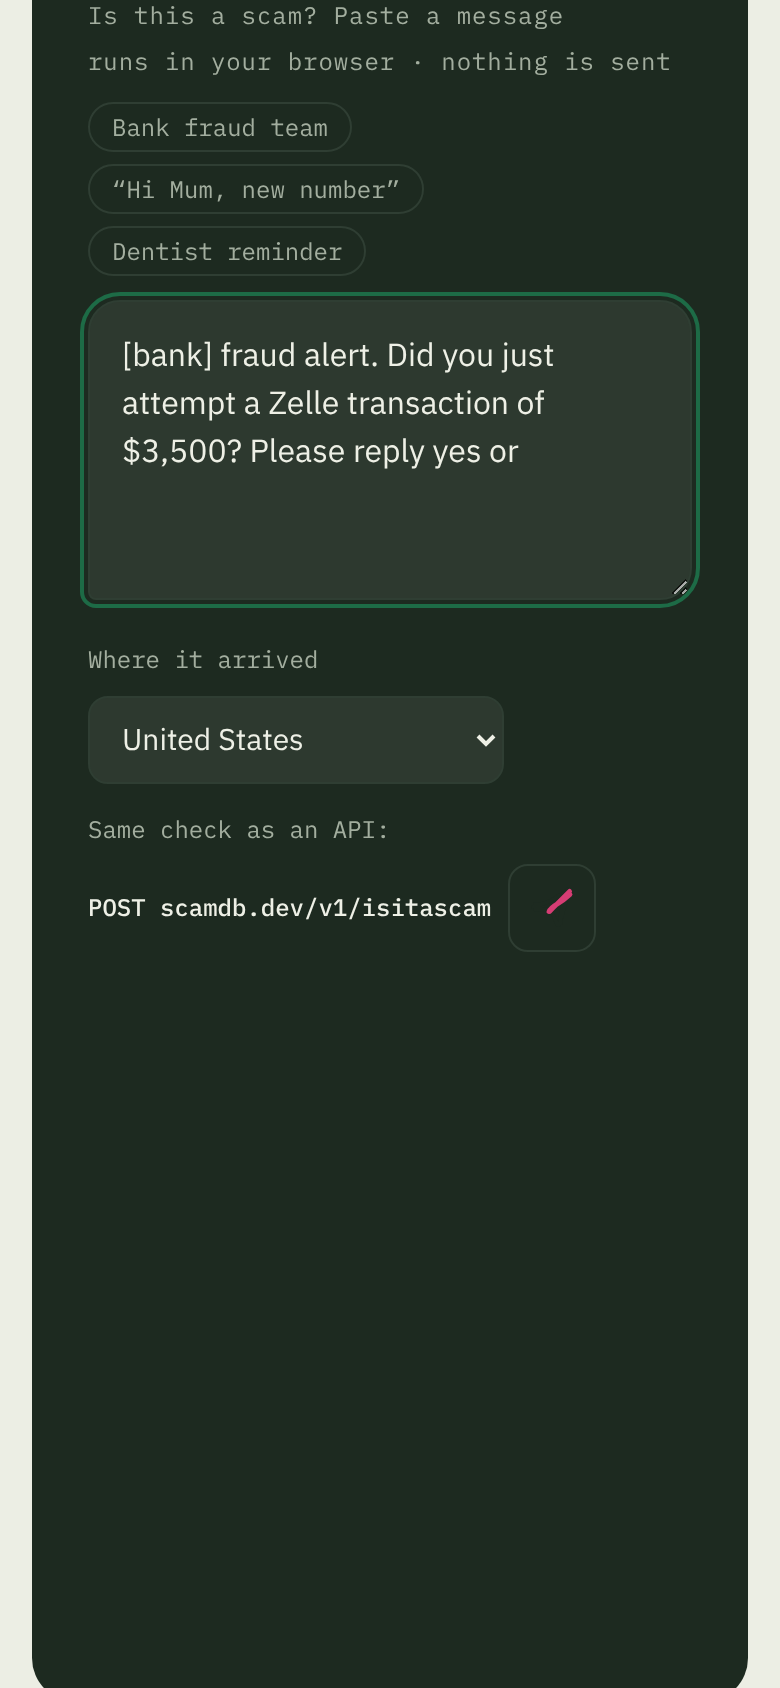 Is this a scam? Paste a message
runs in your browser · nothing is sent
Bank fraud team
“Hi Mum, new number”
Dentist reminder
[bank] fraud alert. Did you just
attempt a Zelle transaction of
$3,500? Please reply yes or
Where it arrived
United States
Same check as an API:
POST scamdb.dev/v1/isitascam